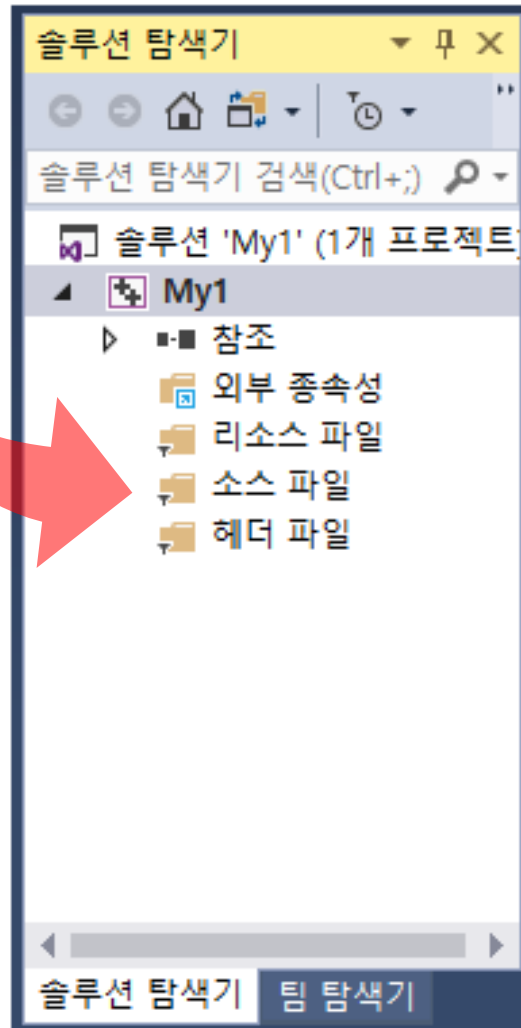 솔루션 탐색기
솔루션 탐색기 검색(Ctrl+;)
솔루션 'My1' (1개 프로젝트)
My1
참조
외부 종속성
리소스 파일
소스 파일
헤더 파일
솔루션 탐색기 팀 탐색기